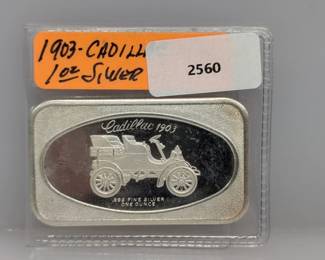 1903-CADILL
1oz SILVER
2560
Cadillac 1903
.999 FINE SILVER
ONE OUNCE